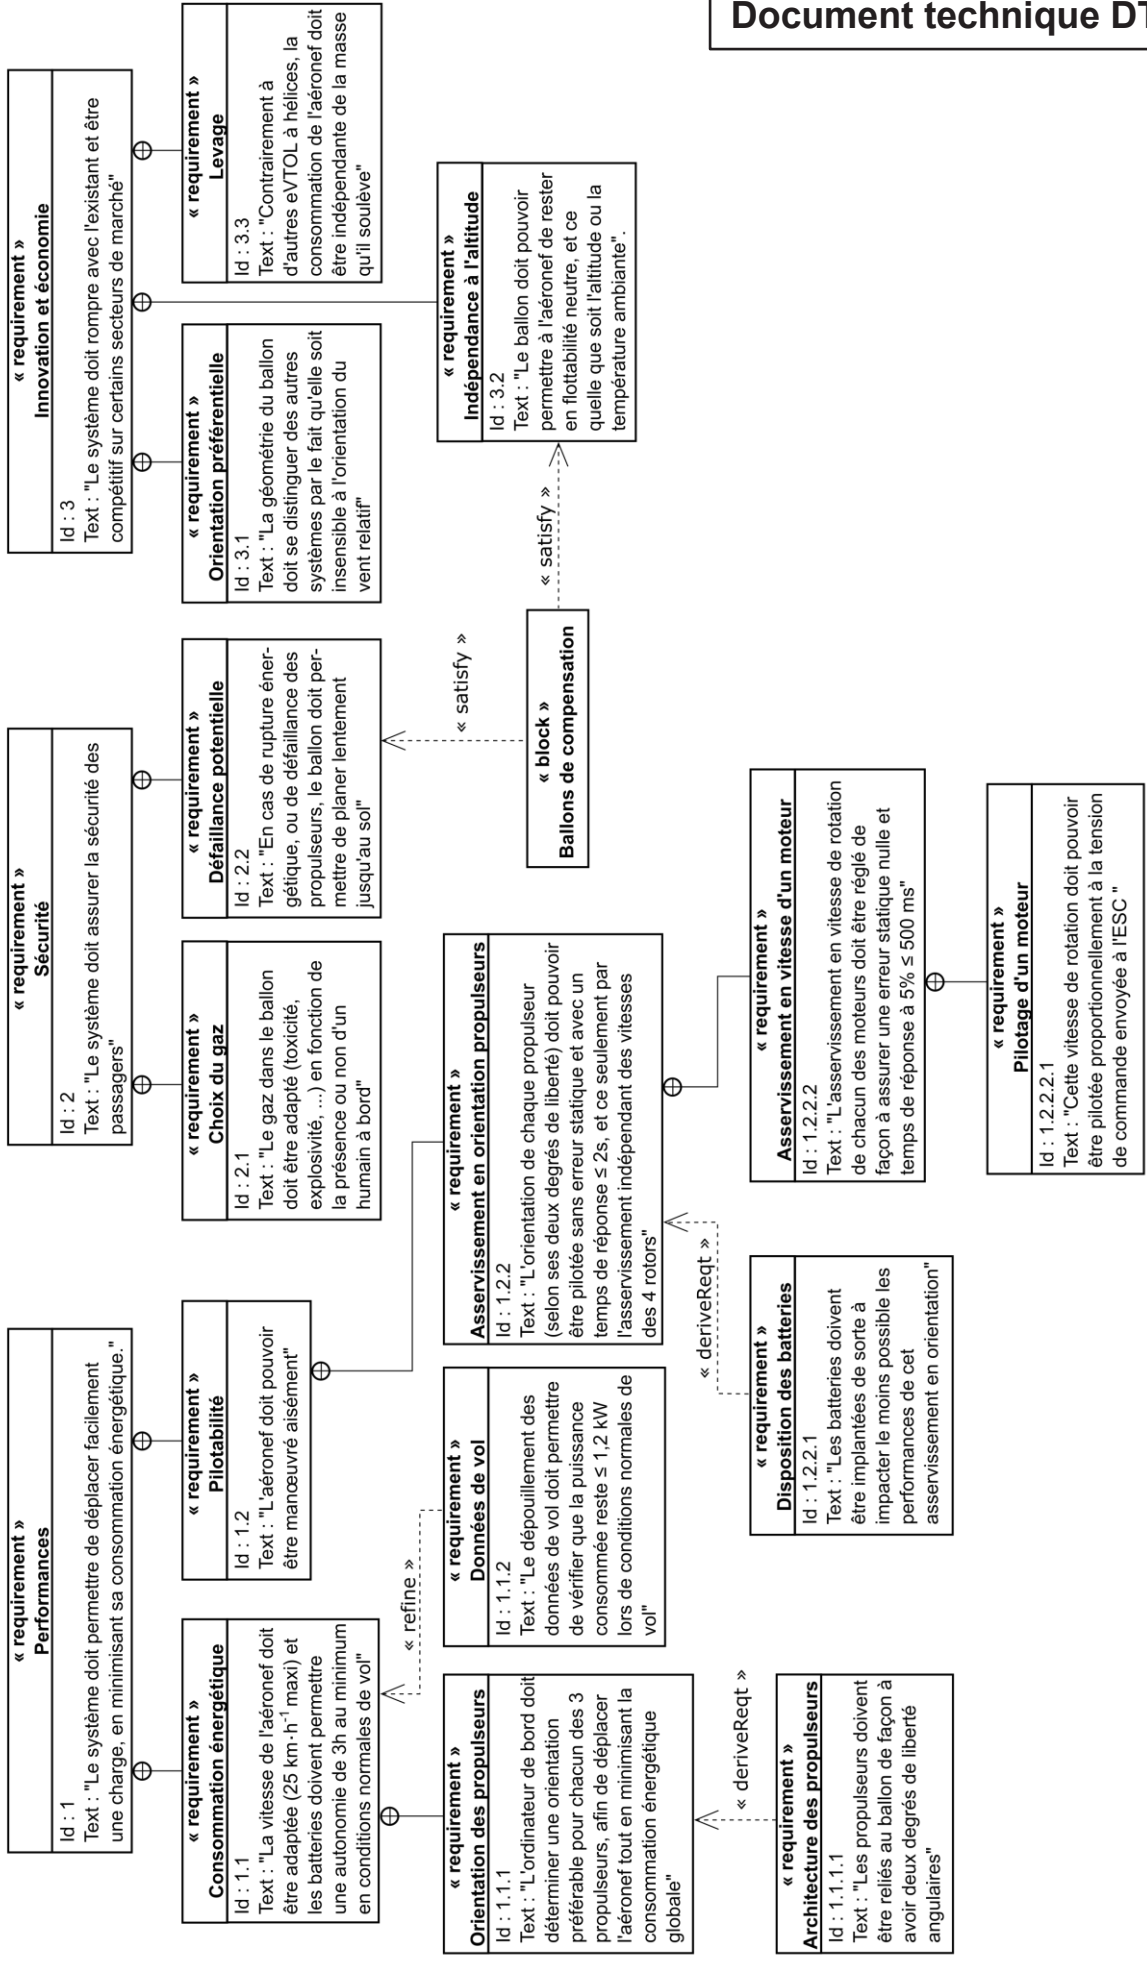 Document technique DT
« requirement »
Performances
Id : 1
Text : "Le système doit permettre de déplacer facilement
une charge, en minimisant sa consommation énergétique."
« requirement »
Sécurité
Id : 2
Text : "Le système doit assurer la sécurité des
passagers"
« requirement »
Innovation et économie
Id : 3
Text : "Le système doit rompre avec l'existant et être
compétitif sur certains secteurs de marché"
« requirement »
Consommation énergétique
Id : 1.1
Text : "La vitesse de l'aéronef doit
être adaptée (25 km·h⁻¹ maxi) et
les batteries doivent permettre
une autonomie de 3h au minimum
en conditions normales de vol"
« requirement »
Pilotabilité
Id : 1.2
Text : "L'aéronef doit pouvoir
être manœuvré aisément"
« requirement »
Choix du gaz
Id : 2.1
Text : "Le gaz dans le ballon
doit être adapté (toxicité,
explosivité, ...) en fonction de
la présence ou non d'un
humain à bord"
« requirement »
Défaillance potentielle
Id : 2.2
Text : "En cas de rupture éner-
gétique, ou de défaillance des
propulseurs, le ballon doit per-
mettre de planer lentement
jusqu'au sol"
« requirement »
Orientation préférentielle
Id : 3.1
Text : "La géométrie du ballon
doit se distinguer des autres
systèmes par le fait qu'elle soit
insensible à l'orientation du
vent relatif"
« requirement »
Levage
Id : 3.3
Text : "Contrairement à
d'autres eVTOL à hélices, la
consommation de l'aéronef doit
être indépendante de la masse
qu'il soulève"
« refine »
« satisfy »
« requirement »
Orientation des propulseurs
Id : 1.1.1
Text : "L'ordinateur de bord doit
déterminer une orientation
préférable pour chacun des 3
propulseurs, afin de déplacer
l'aéronef tout en minimisant la
consommation énergétique
globale"
« requirement »
Données de vol
Id : 1.1.2
Text : "Le dépouillement des
données de vol doit permettre
de vérifier que la puissance
consommée reste ≤ 1,2 kW
lors de conditions normales de
vol"
« requirement »
Asservissement en orientation propulseurs
Id : 1.2.2
Text : "L'orientation de chaque propulseur
(selon ses deux degrés de liberté) doit pouvoir
être pilotée sans erreur statique et avec un
temps de réponse ≤ 2s, et ce seulement par
l'asservissement indépendant des vitesses
des 4 rotors"
« block »
Ballons de compensation
« satisfy »
« requirement »
Indépendance à l'altitude
Id : 3.2
Text : "Le ballon doit pouvoir
permettre à l'aéronef de rester
en flottabilité neutre, et ce
quelle que soit l'altitude ou la
température ambiante".
« deriveReqt »
« deriveReqt »
« requirement »
Architecture des propulseurs
Id : 1.1.1.1
Text : "Les propulseurs doivent
être reliés au ballon de façon à
avoir deux degrés de liberté
angulaires"
« requirement »
Disposition des batteries
Id : 1.2.2.1
Text : "Les batteries doivent
être implantées de sorte à
impacter le moins possible les
performances de cet
asservissement en orientation"
« requirement »
Asservissement en vitesse d'un moteur
Id : 1.2.2.2
Text : "L'asservissement en vitesse de rotation
de chacun des moteurs doit être réglé de
façon à assurer une erreur statique nulle et
temps de réponse à 5% ≤ 500 ms"
« requirement »
Pilotage d'un moteur
Id : 1.2.2.2.1
Text : "Cette vitesse de rotation doit pouvoir
être pilotée proportionnellement à la tension
de commande envoyée à l'ESC "